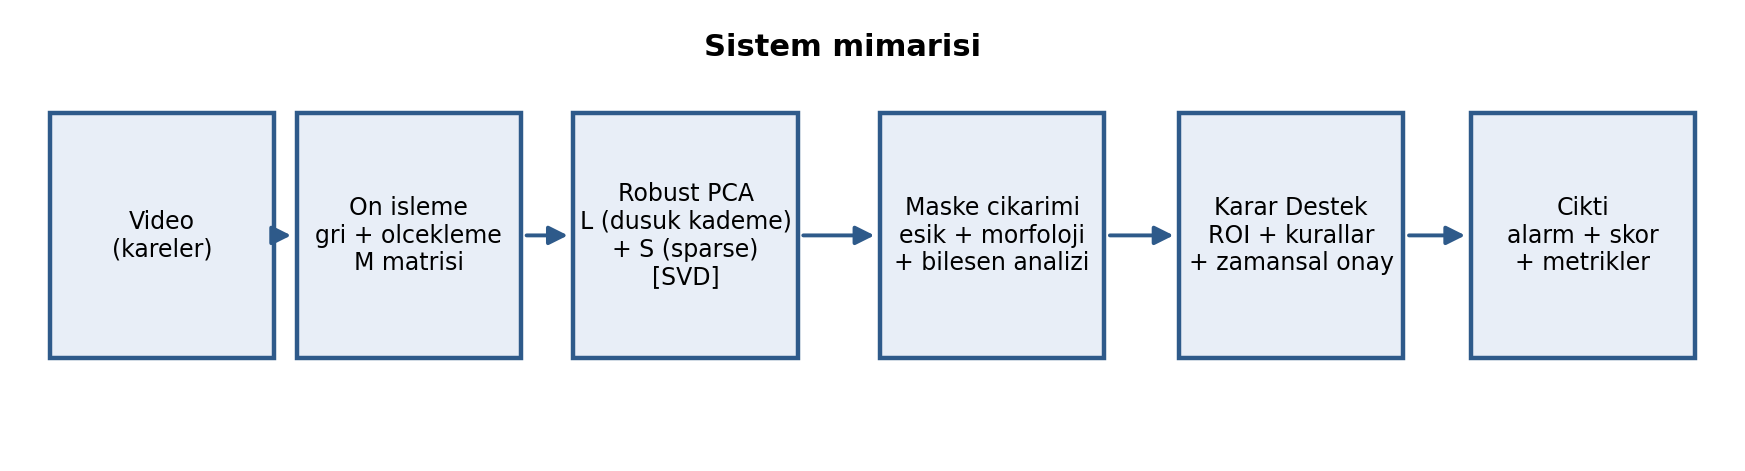 Sistem mimarisi
Video
(kareler)
On isleme
gri + olcekleme
M matrisi
Robust PCA
L (dusuk kademe)
+ S (sparse)
[SVD]
Maske cikarimi
esik + morfoloji
+ bilesen analizi
Karar Destek
ROI + kurallar
+ zamansal onay
Cikti
alarm + skor
+ metrikler